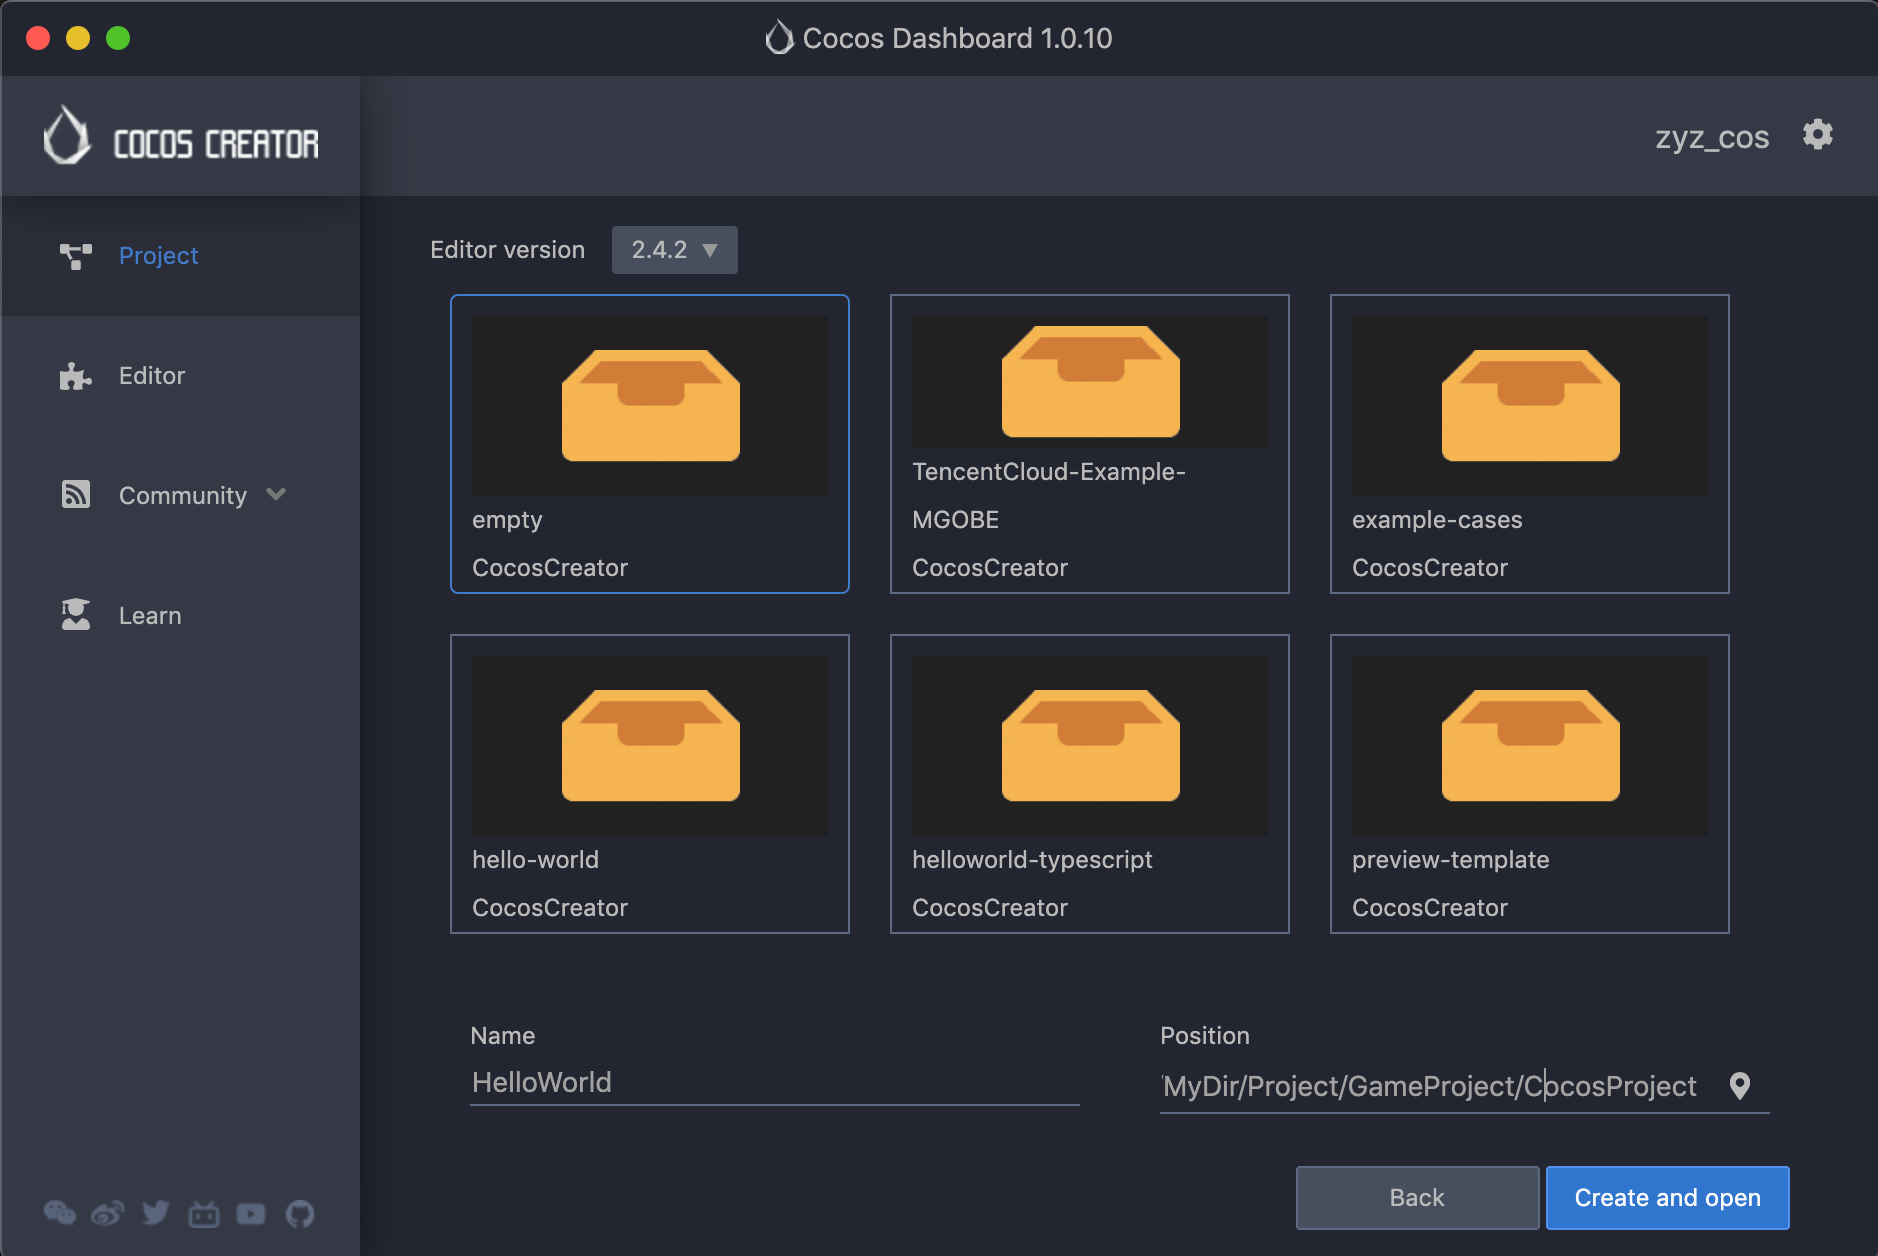 Cocos Dashboard 1.0.10
COCOS CREATOR
zyz_cos
Project
Editor
Community
Learn
Editor version 2.4.2
empty
CocosCreator
TencentCloud-Example-
MGOBE
CocosCreator
example-cases
CocosCreator
hello-world
CocosCreator
helloworld-typescript
CocosCreator
preview-template
CocosCreator
Name
HelloWorld
Position
/MyDir/Project/GameProject/CocosProject
Back
Create and open